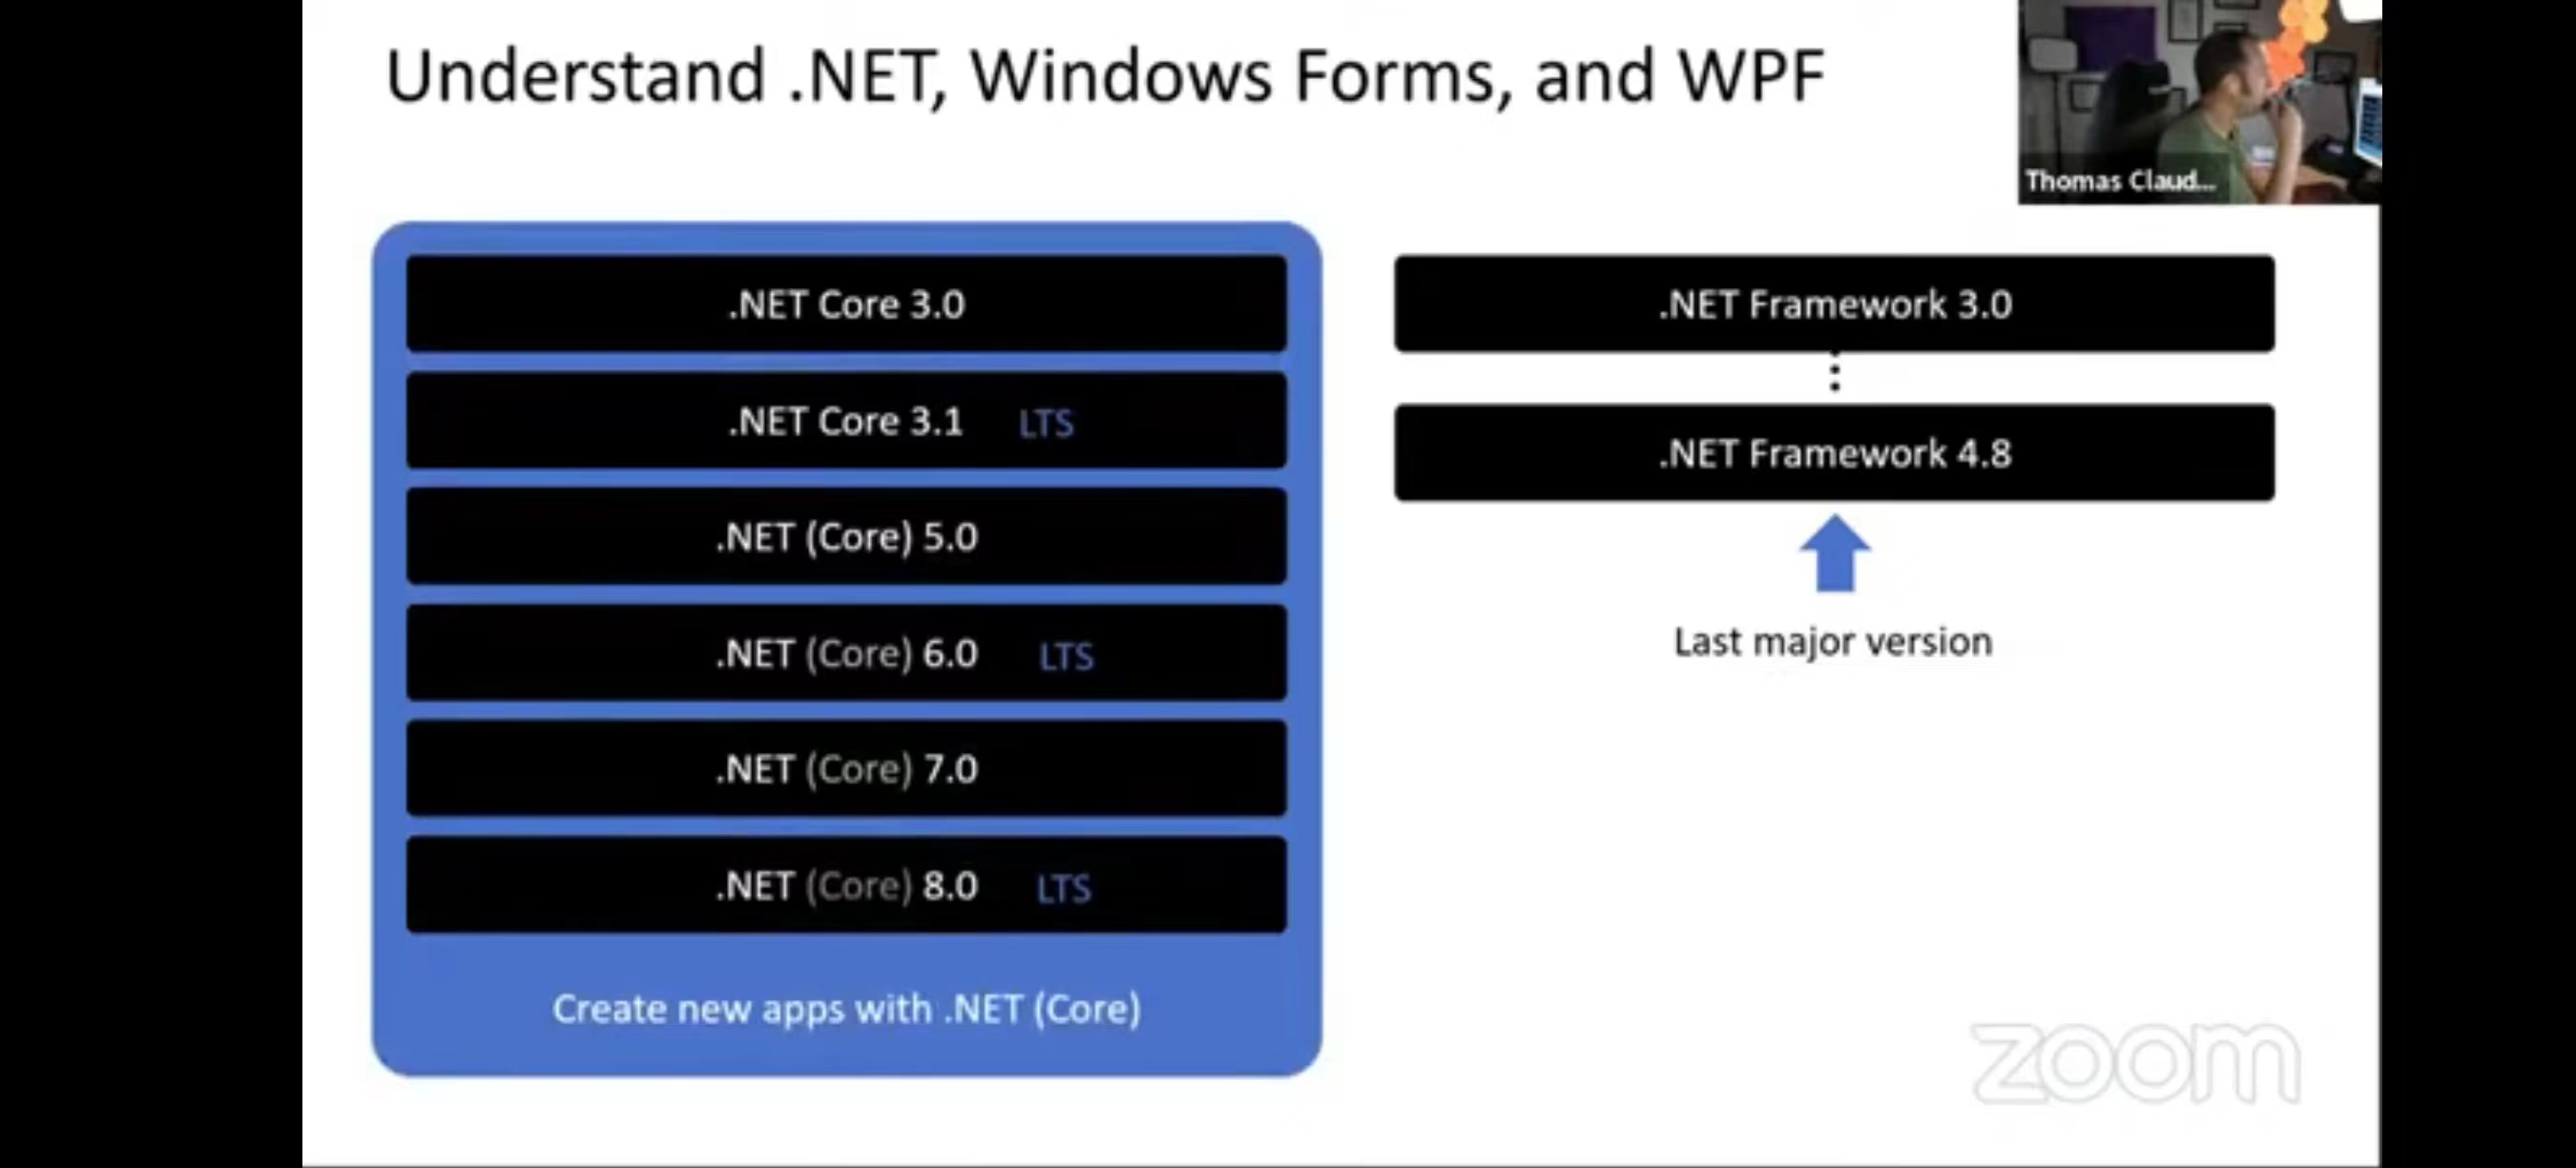 Understand .NET, Windows Forms, and WPF
Thomas Claud...
.NET Core 3.0
.NET Core 3.1 LTS
.NET (Core) 5.0
.NET (Core) 6.0 LTS
.NET (Core) 7.0
.NET (Core) 8.0 LTS
Create new apps with .NET (Core)
.NET Framework 3.0
.NET Framework 4.8
Last major version
zoom